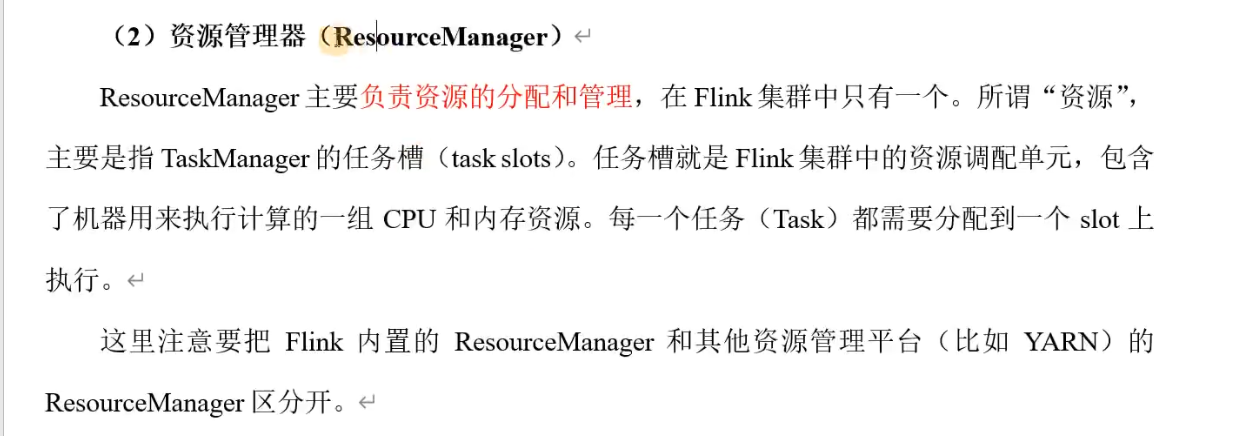 （2）资源管理器（ResourceManager）
ResourceManager 主要负责资源的分配和管理，在 Flink 集群中只有一个。所谓“资源”，
主要是指 TaskManager 的任务槽（task slots）。任务槽就是 Flink 集群中的资源调配单元，包含
了机器用来执行计算的一组 CPU 和内存资源。每一个任务（Task）都需要分配到一个 slot 上
执行。
这里注意要把 Flink 内置的 ResourceManager 和其他资源管理平台（比如 YARN）的
ResourceManager 区分开。